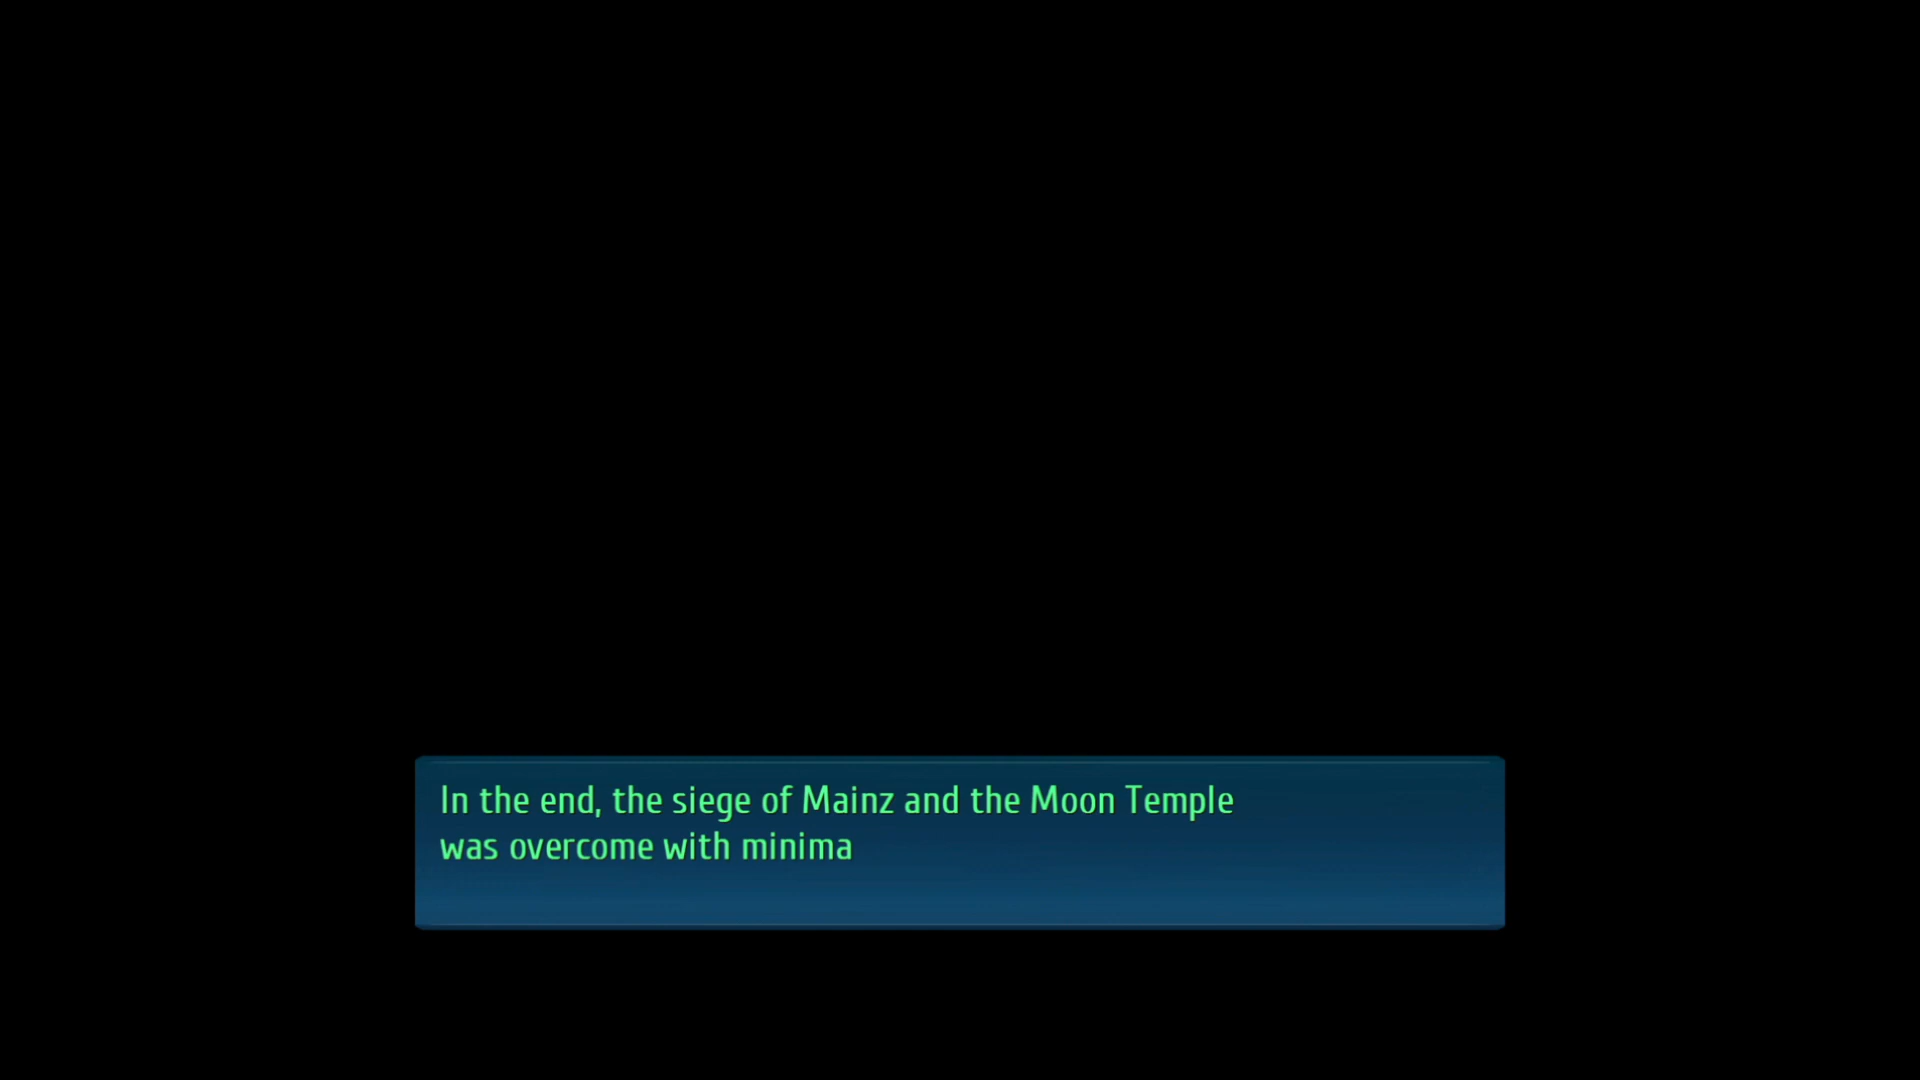 In the end, the siege of Mainz and the Moon Temple
was overcome with minima